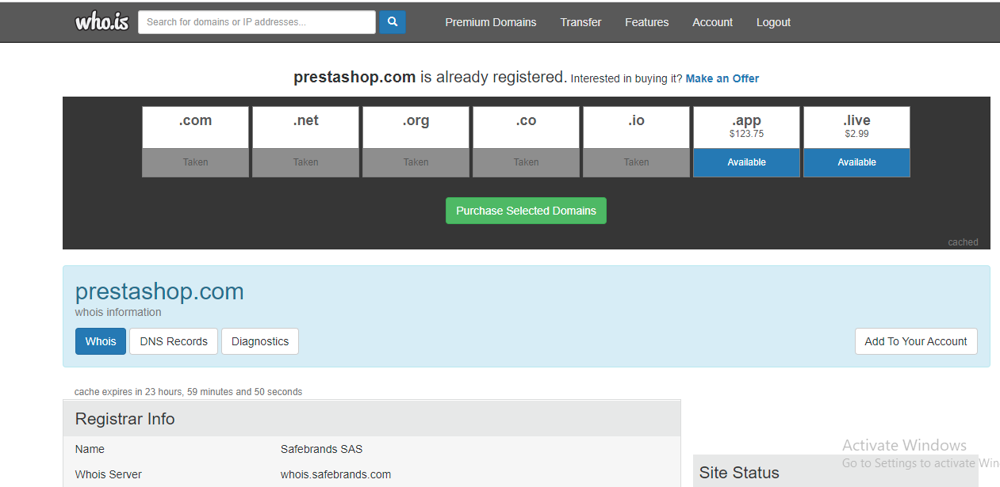 who.is Search for domains or IP addresses... Premium Domains Transfer Features Account Logout
prestashop.com is already registered. Interested in buying it? Make an Offer
.com .net .org .co .io .app .live
$123.75 $2.99
Taken Taken Taken Taken Taken Available Available
Purchase Selected Domains
cached
prestashop.com
whois information
Whois DNS Records Diagnostics Add To Your Account
cache expires in 23 hours, 59 minutes and 50 seconds
Registrar Info
Name Safebrands SAS
Whois Server whois.safebrands.com
Activate Windows
Go to Settings to activate Win
Site Status